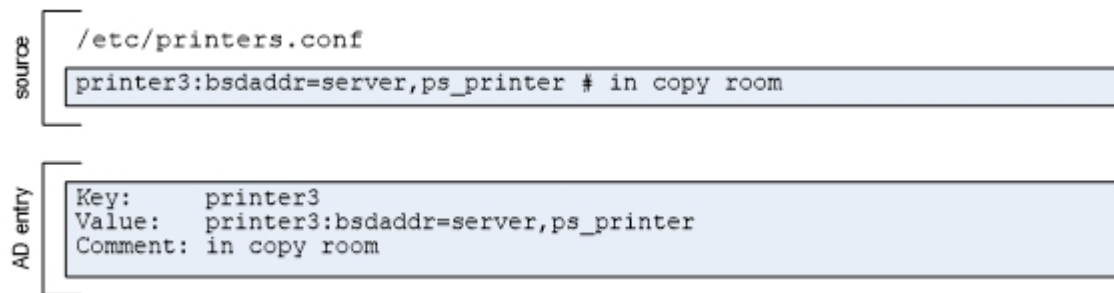 source
/etc/printers.conf
printer3:bsdaddr=server,ps_printer # in copy room
AD entry
Key: printer3
Value: printer3:bsdaddr=server,ps_printer
Comment: in copy room